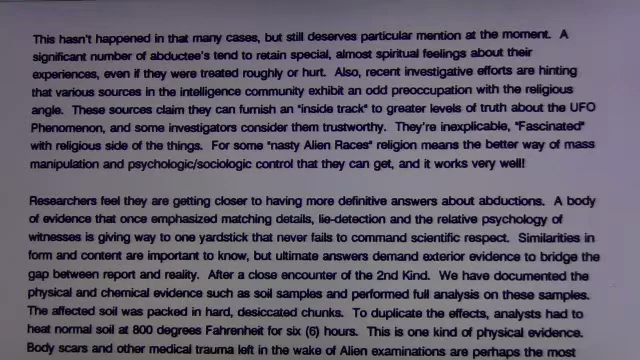 This hasn't happened in that many cases, but still deserves particular mention at the moment. A
significant number of abductee's tend to retain special, almost spiritual feelings about their
experiences, even if they were treated roughly or hurt. Also, recent investigative efforts are hinting
that various sources in the intelligence community exhibit an odd preoccupation with the religious
angle. These sources claim they can furnish an "inside track" to greater levels of truth about the UFO
Phenomenon, and some investigators consider them trustworthy. They're inexplicable, "Fascinated"
with religious side of the things. For some "nasty Alien Races" religion means the better way of mass
manipulation and psychologic/sociologic control that they can get, and it works very well!
Researchers feel they are getting closer to having more definitive answers about abductions. A body
of evidence that once emphasized matching details, lie-detection and the relative psychology of
witnesses is giving way to one yardstick that never fails to command scientific respect. Similarities in
form and content are important to know, but ultimate answers demand exterior evidence to bridge the
gap between report and reality. After a close encounter of the 2nd Kind. We have documented the
physical and chemical evidence such as soil samples and performed full analysis on these samples.
The affected soil was packed in hard, desiccated chunks. To duplicate the effects, analysts had to
heat normal soil at 800 degrees Fahrenheit for six (6) hours. This is one kind of physical evidence.
Body scars and other medical trauma left in the wake of Alien examinations are perhaps the most